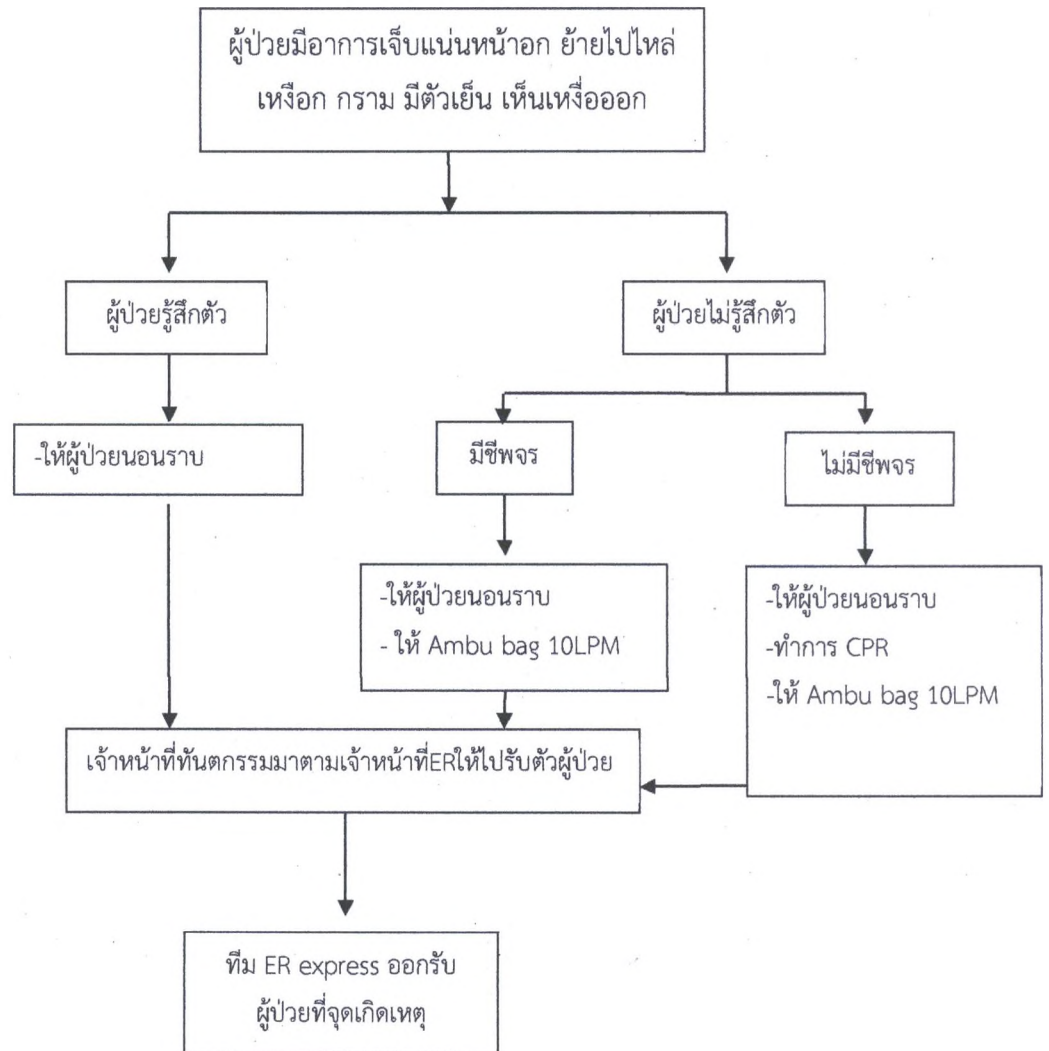 ผู้ป่วยมีอาการเจ็บแน่นหน้าอก ย้ายไปไหล่
เหงือก กราม มีตัวเย็น เห็นเหงื่อออก
ผู้ป่วยรู้สึกตัว
ผู้ป่วยไม่รู้สึกตัว
-ให้ผู้ป่วยนอนราบ
มีชีพจร
ไม่มีชีพจร
-ให้ผู้ป่วยนอนราบ
- ให้ Ambu bag 10LPM
-ให้ผู้ป่วยนอนราบ
-ทำการ CPR
-ให้ Ambu bag 10LPM
เจ้าหน้าที่ทันตกรรมมาตามเจ้าหน้าที่ERให้ไปรับตัวผู้ป่วย
ทีม ER express ออกรับ
ผู้ป่วยที่จุดเกิดเหตุ